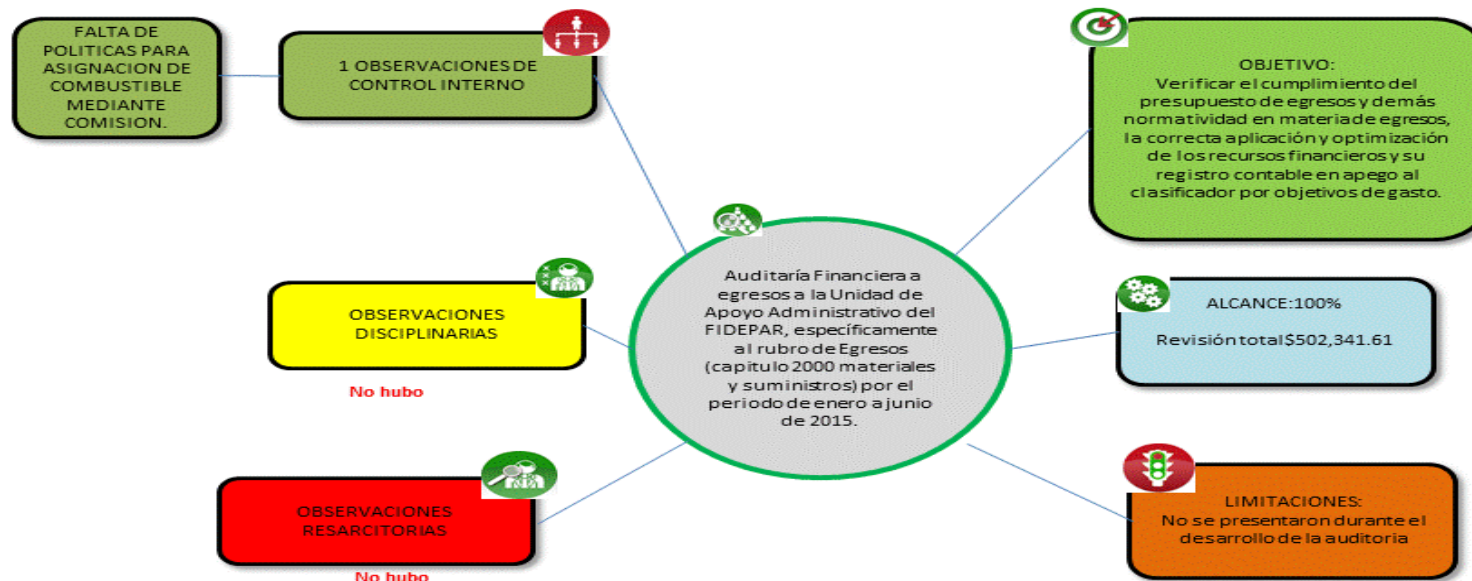 FALTA DE
POLITICAS PARA
ASIGNACION DE
COMBUSTIBLE
MEDIANTE
COMISION.
1 OBSERVACIONES DE
CONTROL INTERNO
OBJETIVO:
Verificar el cumplimiento del
presupuesto de egresos y demás
normatividad en materia de egresos,
la correcta aplicación y optimización
de los recursos financieros y su
registro contable en apego al
clasificador por objetivos de gasto.
Auditaría Financiera a
egresos a la Unidad de
Apoyo Administrativo del
FIDEPAR, específicamente
al rubro de Egresos
(capitulo 2000 materiales
y suministros) por el
periodo de enero a junio
de 2015.
OBSERVACIONES
DISCIPLINARIAS
No hubo
ALCANCE:100%
Revisión total $502,341.61
OBSERVACIONES
RESARCITORIAS
No hubo
LIMITACIONES:
No se presentaron durante el
desarrollo de la auditoria